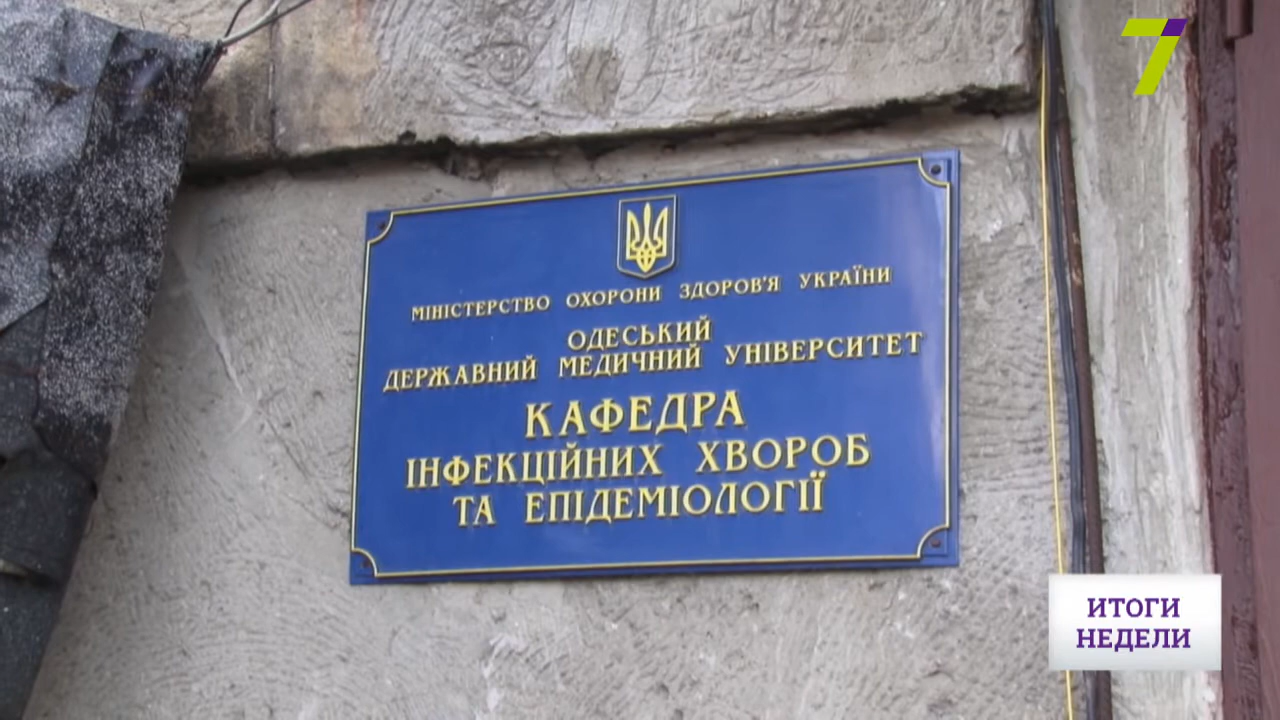 7
МІНІСТЕРСТВО ОХОРОНИ ЗДОРОВ'Я УКРАЇНИ
ОДЕСЬКИЙ
ДЕРЖАВНИЙ МЕДИЧНИЙ УНІВЕРСИТЕТ
КАФЕДРА
ІНФЕКЦІЙНИХ ХВОРОБ
ТА ЕПІДЕМІОЛОГІЇ
ИТОГИ
НЕДЕЛИ